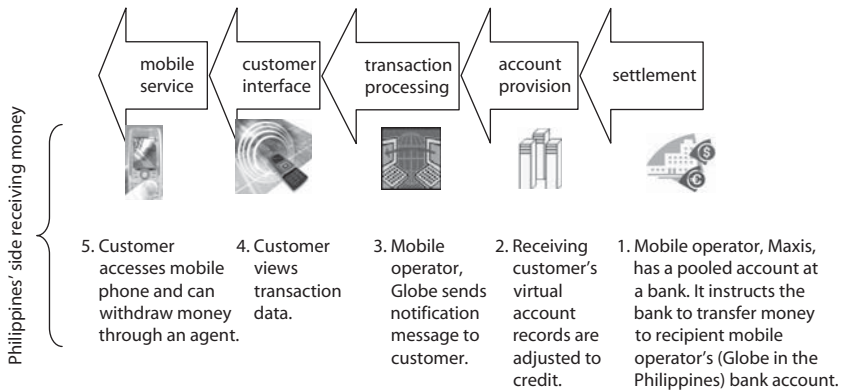 mobile
service
customer
interface
transaction
processing
account
provision
settlement
Philippines' side receiving money
5. Customer
accesses mobile
phone and can
withdraw money
through an agent.
4. Customer
views
transaction
data.
3. Mobile
operator,
Globe sends
notification
message to
customer.
2. Receiving
customer's
virtual
account
records are
adjusted to
credit.
1. Mobile operator, Maxis,
has a pooled account at
a bank. It instructs the
bank to transfer money
to recipient mobile
operator's (Globe in the
Philippines) bank account.
$
€